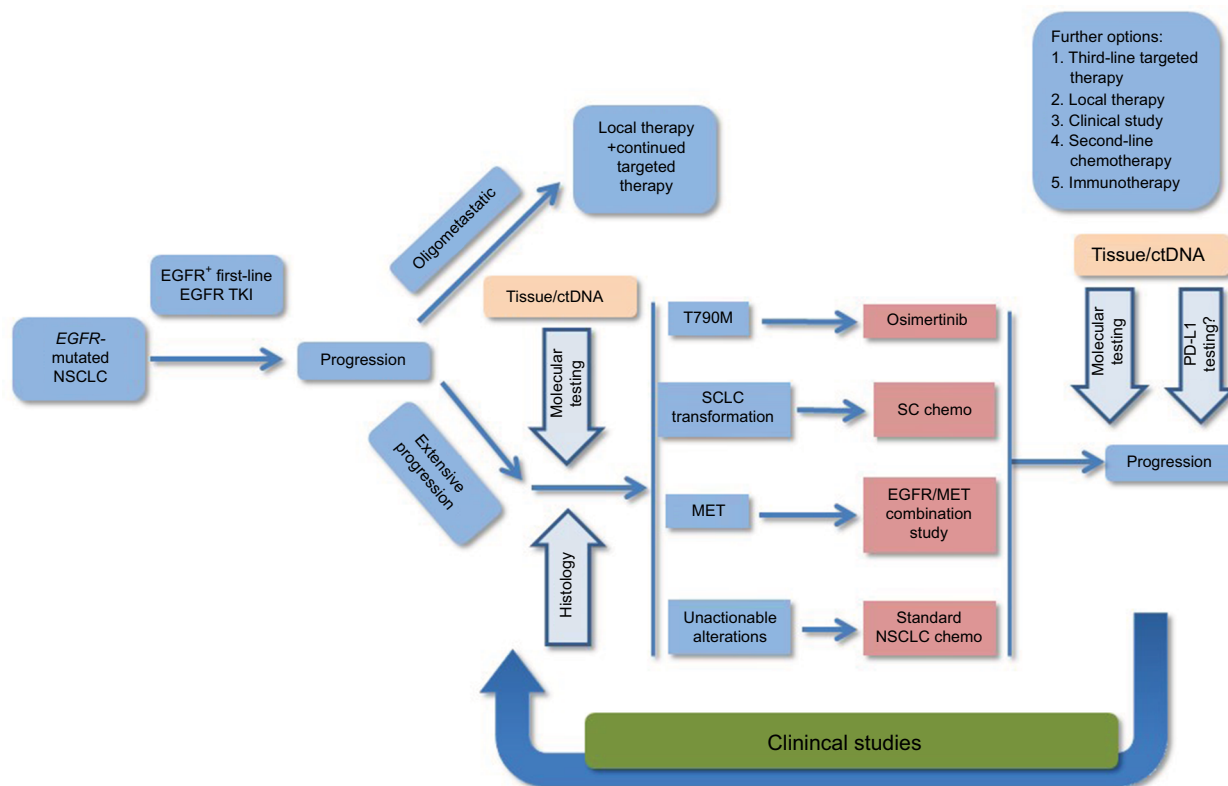 EGFR-
mutated
NSCLC
EGFR+ first-line
EGFR TKI
Progression
Oligometastatic
Local therapy
+continued
targeted
therapy
Extensive
progression
Tissue/ctDNA
Molecular
testing
Histology
T790M
Osimertinib
SCLC
transformation
SC chemo
MET
EGFR/MET
combination
study
Unactionable
alterations
Standard
NSCLC chemo
Further options:
1. Third-line targeted
therapy
2. Local therapy
3. Clinical study
4. Second-line
chemotherapy
5. Immunotherapy
Tissue/ctDNA
Molecular
testing
PD-L1
testing?
Progression
Clinincal studies